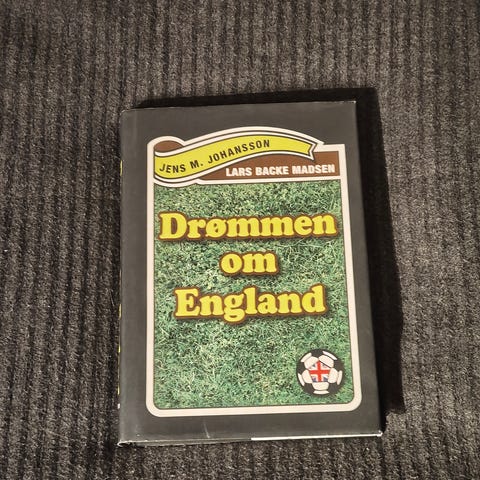 JENS M. JOHANSSON
LARS BACKE MADSEN
Drømmen
om
England